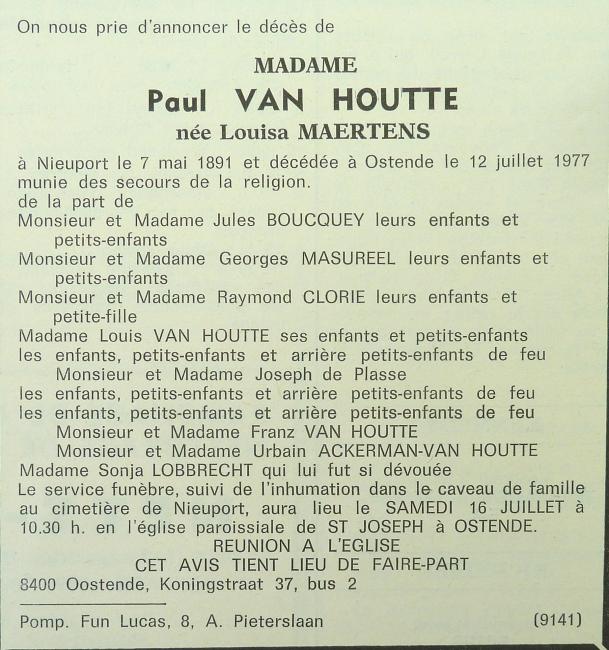 On nous prie d'annoncer le décès de
MADAME
Paul VAN HOUTTE
née Louisa MAERTENS
à Nieuport le 7 mai 1891 et décédée à Ostende le 12 juillet 1977
munie des secours de la religion.
de la part de
Monsieur et Madame Jules BOUCQUEY leurs enfants et
petits-enfants
Monsieur et Madame Georges MASUREEL leurs enfants et
petits-enfants
Monsieur et Madame Raymond CLORIE leurs enfants et
petite-fille
Madame Louis VAN HOUTTE ses enfants et petits-enfants
les enfants, petits-enfants et arrière petits-enfants de feu
Monsieur et Madame Joseph de Plasse
les enfants, petits-enfants et arrière petits-enfants de feu
les enfants, petits-enfants et arrière petits-enfants de feu
Monsieur et Madame Franz VAN HOUTTE
Monsieur et Madame Urbain ACKERMAN-VAN HOUTTE
Madame Sonja LOBBRECHT qui lui fut si dévouée
Le service funèbre, suivi de l'inhumation dans le caveau de famille
au cimetière de Nieuport, aura lieu le SAMEDI 16 JUILLET à
10.30 h. en l'église paroissiale de ST JOSEPH à OSTENDE.
REUNION A L'EGLISE
CET AVIS TIENT LIEU DE FAIRE-PART
8400 Oostende, Koningstraat 37, bus 2
Pomp. Fun Lucas, 8, A. Pieterslaan (9141)